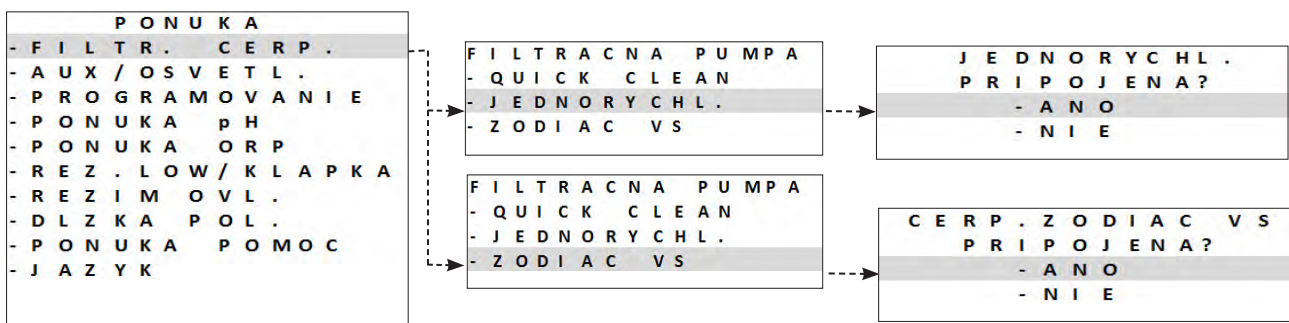 PONUKA
-FILTR. CERP.
-AUX/OSVETL.
-PROGRAMOVANIE
-PONUKA pH
-PONUKA ORP
-REZ.LOW/KLAPKA
-REZIM OVL.
-DLZKA POL.
-PONUKA POMOC
-JAZYK
FILTRACNA PUMPA
- QUICK CLEAN
- JEDNORYCHL.
- ZODIAC VS
FILTRACNA PUMPA
- QUICK CLEAN
- JEDNORYCHL.
- ZODIAC VS
JEDNORYCHL.
PRIPOJENA?
- ANO
- NIE
CERP.ZODIAC VS
PRIPOJENA?
- ANO
- NIE